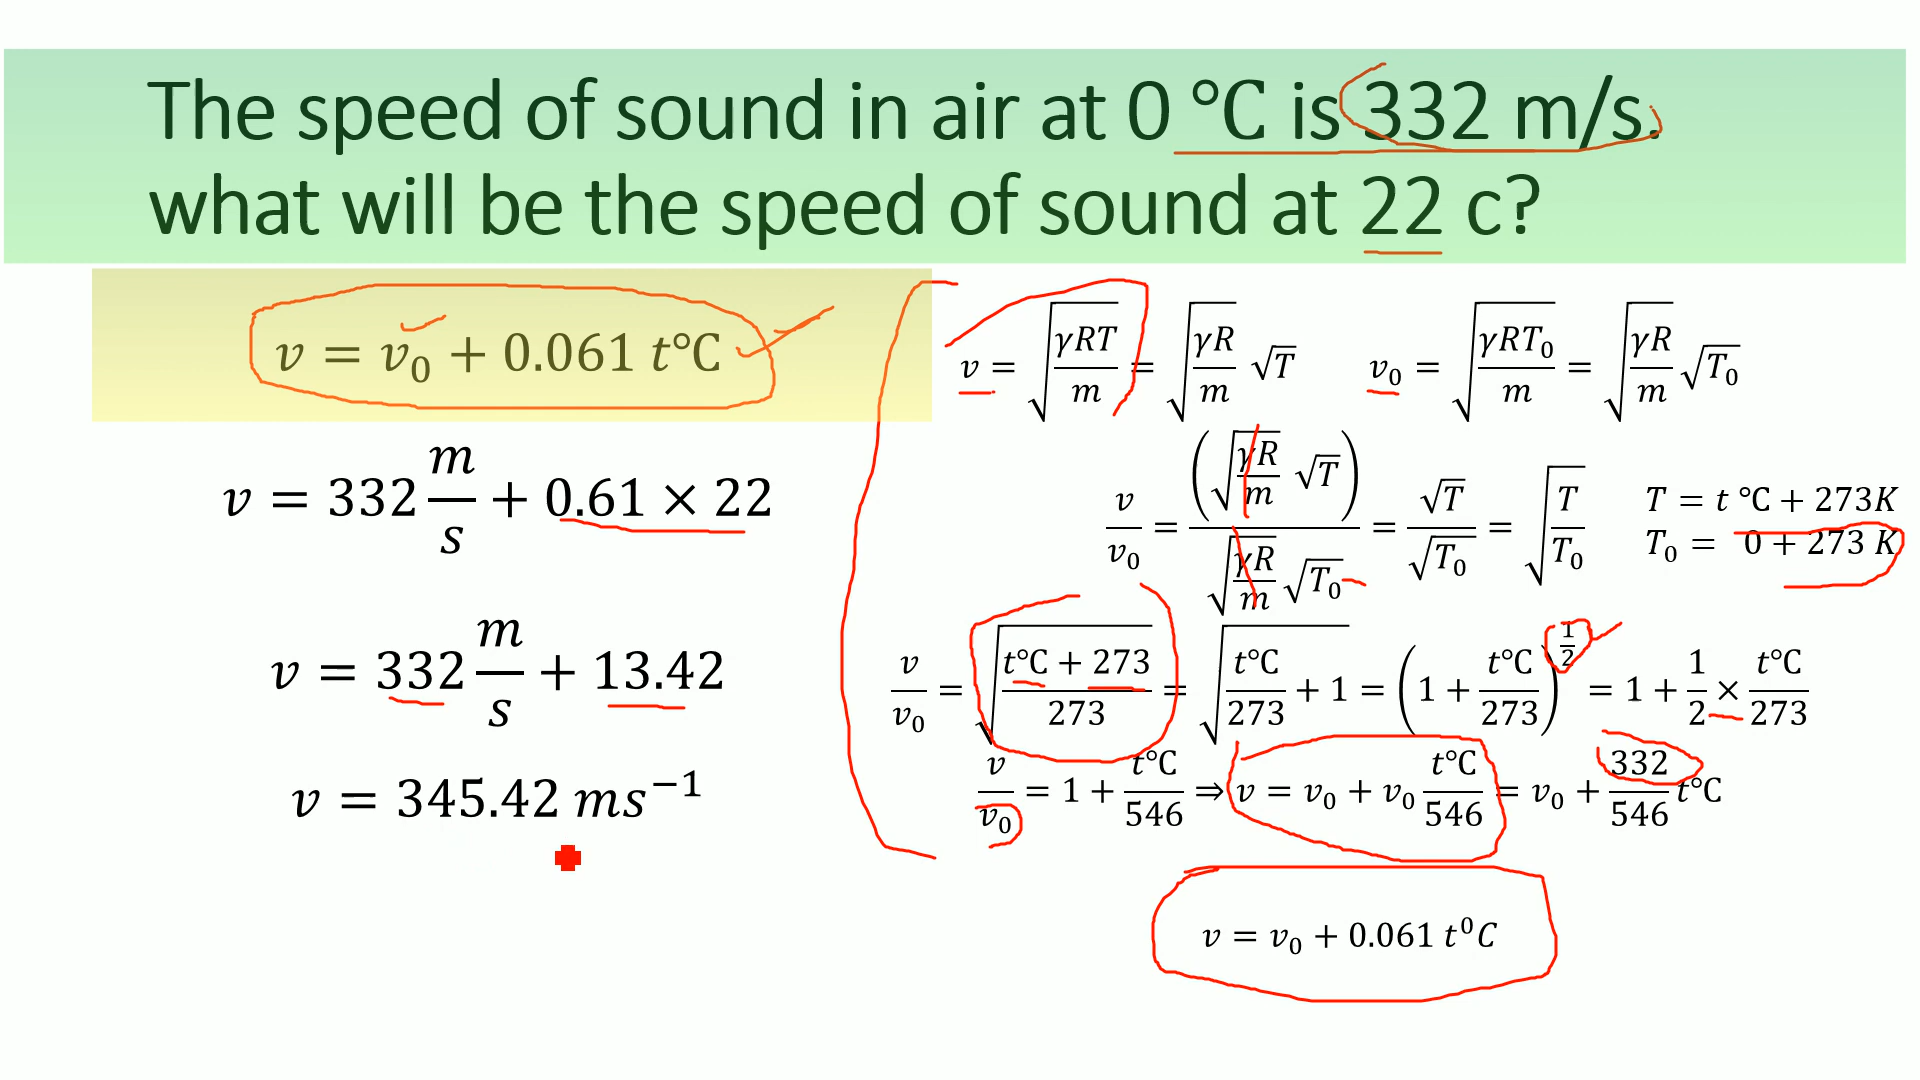 The speed of sound in air at 0 °C is 332 m/s.
what will be the speed of sound at 22 c?
v = v₀ + 0.061 t°C
v = 332 m/s + 0.61 × 22
v = 332 m/s + 13.42
v = 345.42 ms⁻¹
v = √(γRT/m) = √(γR/m) √T
v₀ = √(γRT₀/m) = √(γR/m) √T₀
v/v₀ = (√(γR/m) √T) / (√(γR/m) √T₀) = √T/√T₀ = √(T/T₀)
T = t °C + 273K
T₀ = 0 + 273 K
v/v₀ = √((t°C + 273)/273) = √(t°C/273 + 1) = (1 + t°C/273)^(1/2) = 1 + 1/2 × t°C/273
v/v₀ = 1 + t°C/546 ⇒ v = v₀ + v₀ t°C/546 = v₀ + 332/546 t°C
v = v₀ + 0.061 t⁰C